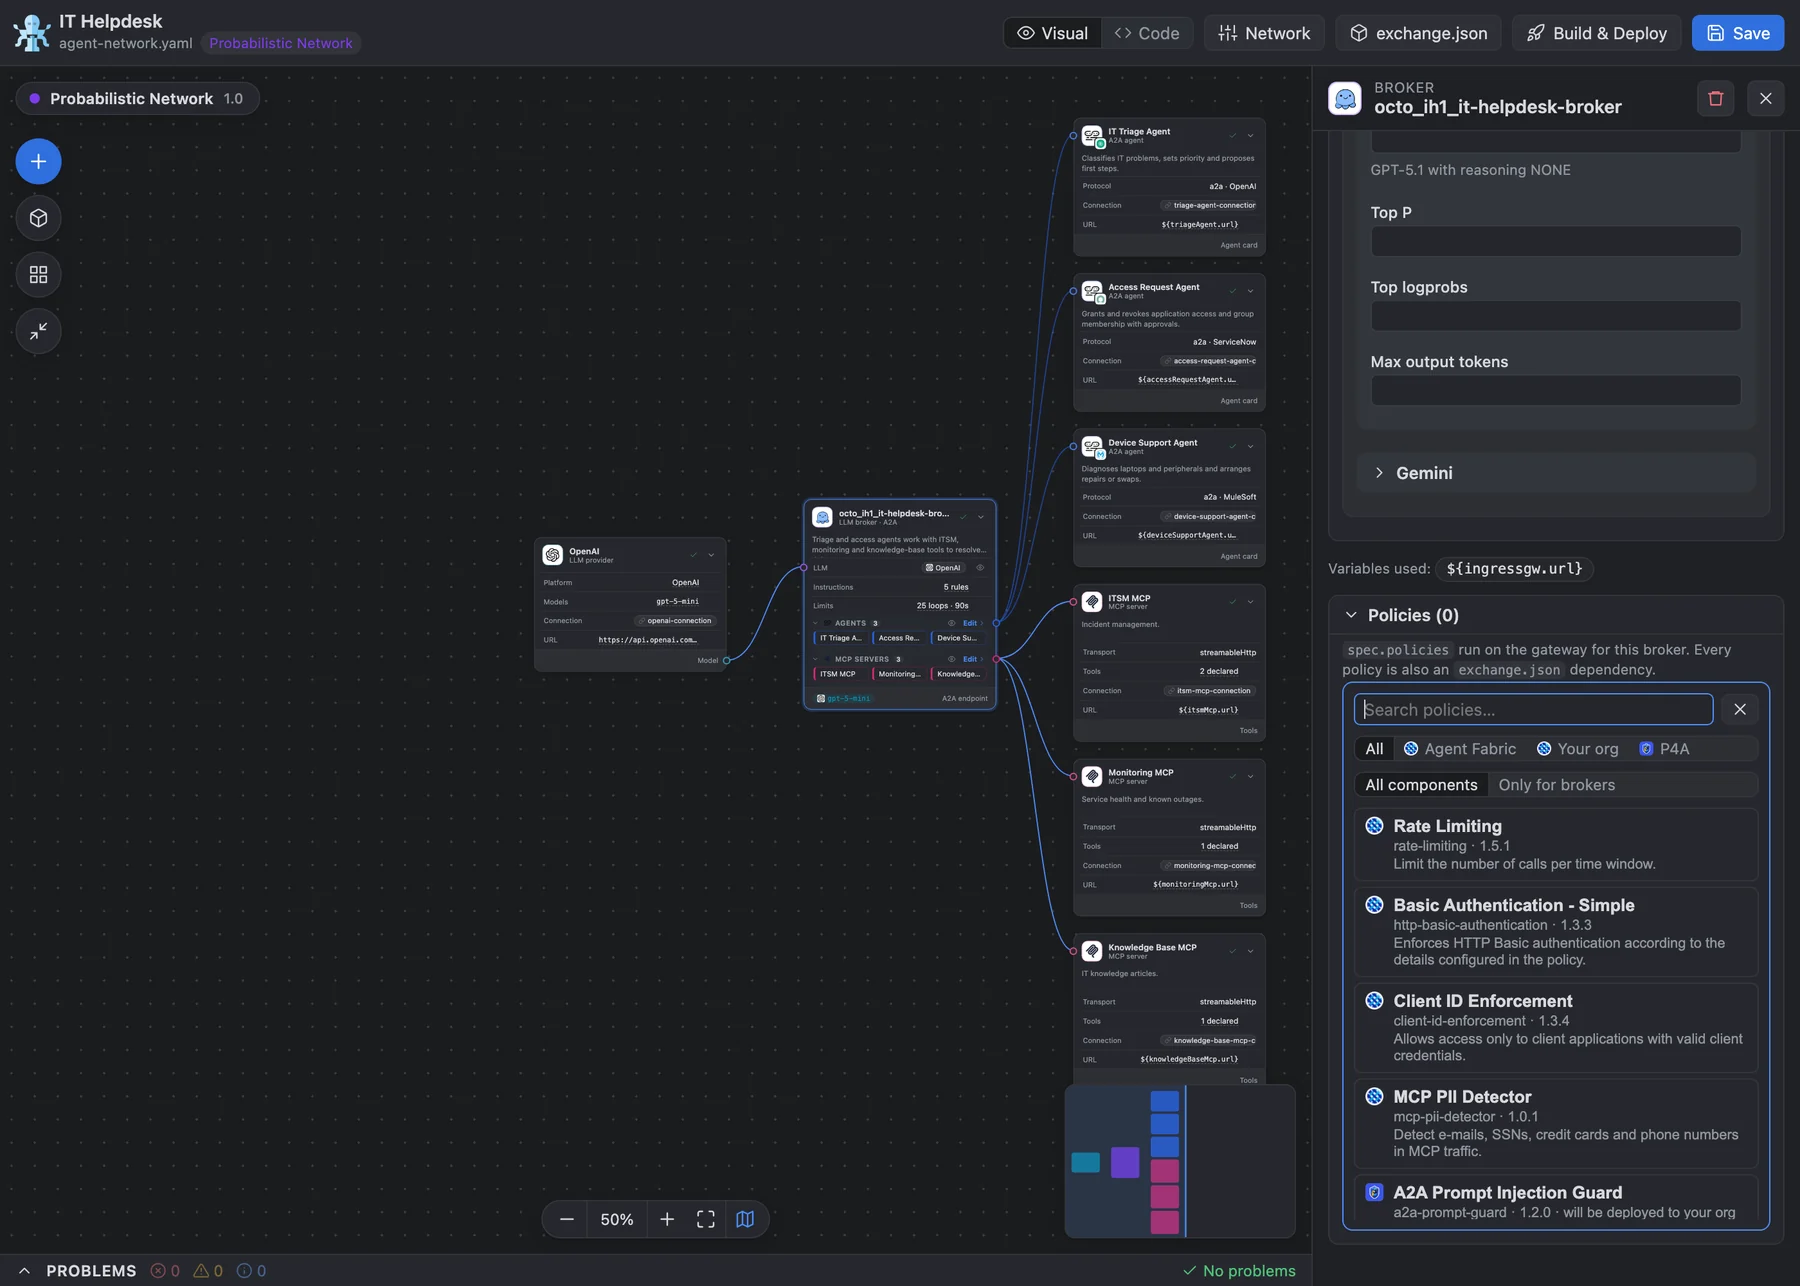 IT Helpdesk
agent-network.yaml
Probabilistic Network
Visual
Code
Network
exchange.json
Build & Deploy
Save
Probabilistic Network 1.0
OpenAI
LLM provider
Platform OpenAI
Models gpt-5-mini
Connection openai-connection
URL https://api.openai.com…
Model
octo_ih1_it-helpdesk-bro...
LLM broker · A2A
Triage and access agents work with ITSM,
monitoring and knowledge-base tools to resolve…
LLM OpenAI
Instructions 5 rules
Limits 25 loops · 90s
AGENTS 3 Edit
IT Triage A... Access Re... Device Su...
MCP SERVERS 3 Edit
ITSM MCP Monitoring... Knowledge...
gpt-5-mini A2A endpoint
IT Triage Agent
A2A agent
Classifies IT problems, sets priority and proposes
first steps.
Protocol a2a · OpenAI
Connection triage-agent-connection
URL ${triageAgent.url}
Agent card
Access Request Agent
A2A agent
Grants and revokes application access and group
membership with approvals.
Protocol a2a · ServiceNow
Connection access-request-agent-c
URL ${accessRequestAgent.u…
Agent card
Device Support Agent
A2A agent
Diagnoses laptops and peripherals and arranges
repairs or swaps.
Protocol a2a · MuleSoft
Connection device-support-agent-c
URL ${deviceSupportAgent.u…
Agent card
ITSM MCP
MCP server
Incident management.
Transport streamableHttp
Tools 2 declared
Connection itsm-mcp-connection
URL ${itsmMcp.url}
Tools
Monitoring MCP
MCP server
Service health and known outages.
Transport streamableHttp
Tools 1 declared
Connection monitoring-mcp-connec
URL ${monitoringMcp.url}
Tools
Knowledge Base MCP
MCP server
IT knowledge articles.
Transport streamableHttp
Tools 1 declared
Connection knowledge-base-mcp-c
URL ${knowledgeBaseMcp.url}
Tools
50%
PROBLEMS 0 0 0
No problems
BROKER
octo_ih1_it-helpdesk-broker
GPT-5.1 with reasoning NONE
Top P
Top logprobs
Max output tokens
Gemini
Variables used: ${ingressgw.url}
Policies (0)
spec.policies run on the gateway for this broker. Every
policy is also an exchange.json dependency.
Search policies...
All Agent Fabric Your org P4A
All components Only for brokers
Rate Limiting
rate-limiting · 1.5.1
Limit the number of calls per time window.
Basic Authentication - Simple
http-basic-authentication · 1.3.3
Enforces HTTP Basic authentication according to the
details configured in the policy.
Client ID Enforcement
client-id-enforcement · 1.3.4
Allows access only to client applications with valid client
credentials.
MCP PII Detector
mcp-pii-detector · 1.0.1
Detect e-mails, SSNs, credit cards and phone numbers
in MCP traffic.
A2A Prompt Injection Guard
a2a-prompt-guard · 1.2.0 · will be deployed to your org